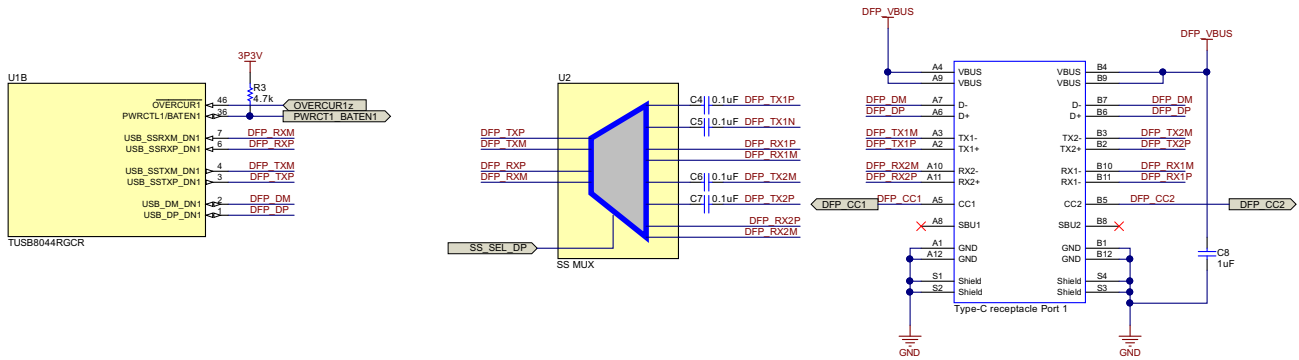 U1B
3P3V
R3
4.7k
OVERCUR1
46
OVERCUR1z
PWRCTL1/BATEN1
36
PWRCT1_BATEN1
USB_SSRXM_DN1
7
DFP_RXM
USB_SSRXP_DN1
6
DFP_RXP
USB_SSTXM_DN1
4
DFP_TXM
USB_SSTXP_DN1
3
DFP_TXP
USB_DM_DN1
2
DFP_DM
USB_DP_DN1
1
DFP_DP
TUSB8044RGCR
U2
DFP_TXP
DFP_TXM
DFP_RXP
DFP_RXM
SS_SEL_DP
C4
0.1uF
DFP_TX1P
C5
0.1uF
DFP_TX1N
DFP_RX1P
DFP_RX1M
C6
0.1uF
DFP_TX2M
C7
0.1uF
DFP_TX2P
DFP_RX2P
DFP_RX2M
SS MUX
DFP_VBUS
DFP_VBUS
A4 VBUS VBUS B4
A9 VBUS VBUS B9
DFP_DM A7 D- D- B7 DFP_DM
DFP_DP A6 D+ D+ B6 DFP_DP
DFP_TX1M A3 TX1- TX2- B3 DFP_TX2M
DFP_TX1P A2 TX1+ TX2+ B2 DFP_TX2P
DFP_RX2M A10 RX2- RX1- B10 DFP_RX1M
DFP_RX2P A11 RX2+ RX1- B11 DFP_RX1P
DFP_CC1 DFP_CC1 A5 CC1 CC2 B5 DFP_CC2 DFP_CC2
A8 SBU1 SBU2 B8
A1 GND GND B1
A12 GND GND B12
S1 Shield Shield S4
S2 Shield Shield S3
C8
1uF
Type-C receptacle Port 1
GND
GND